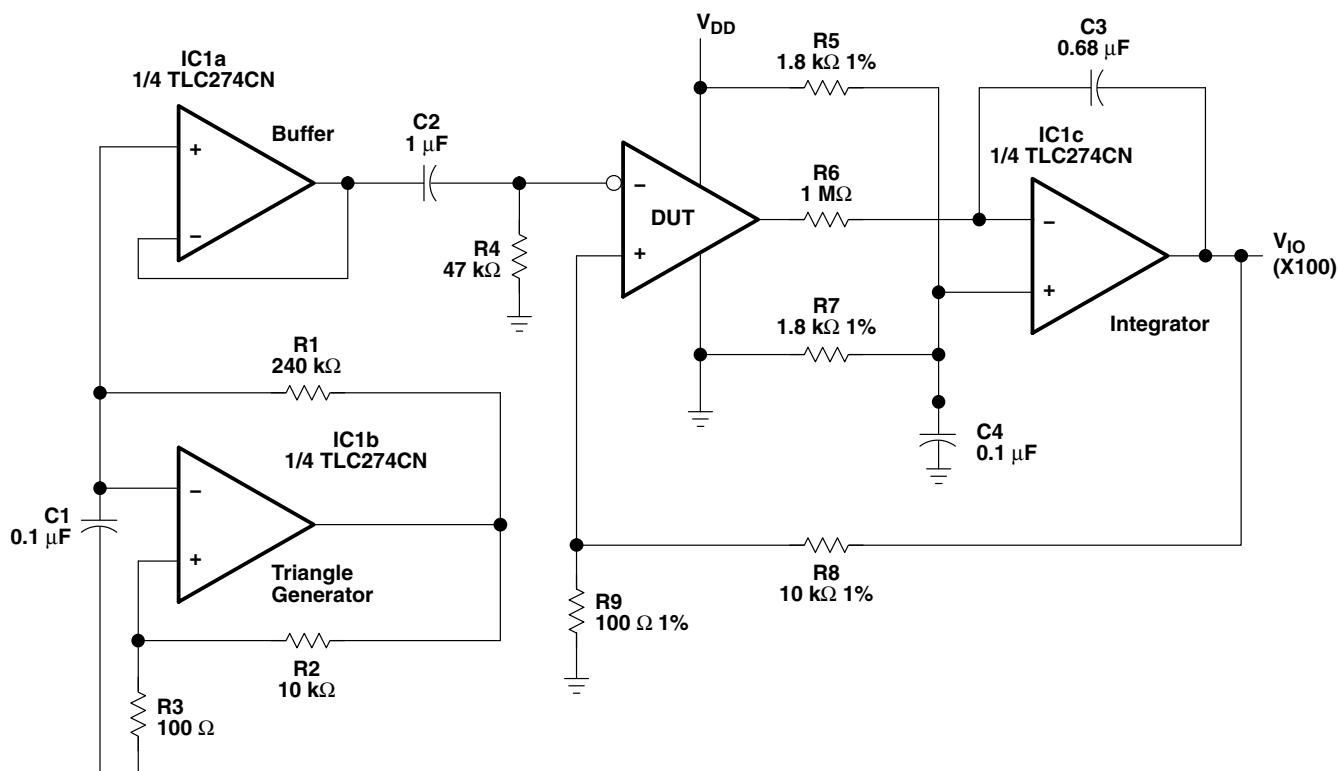 IC1a
1/4 TLC274CN
Buffer
C2
1 μF
R4
47 kΩ
+
−
VDD
R5
1.8 kΩ 1%
C3
0.68 μF
DUT
−
+
R6
1 MΩ
IC1c
1/4 TLC274CN
−
+
Integrator
VIO
(X100)
R7
1.8 kΩ 1%
C4
0.1 μF
R1
240 kΩ
IC1b
1/4 TLC274CN
C1
0.1 μF
−
+
Triangle
Generator
R2
10 kΩ
R3
100 Ω
R8
10 kΩ 1%
R9
100 Ω 1%